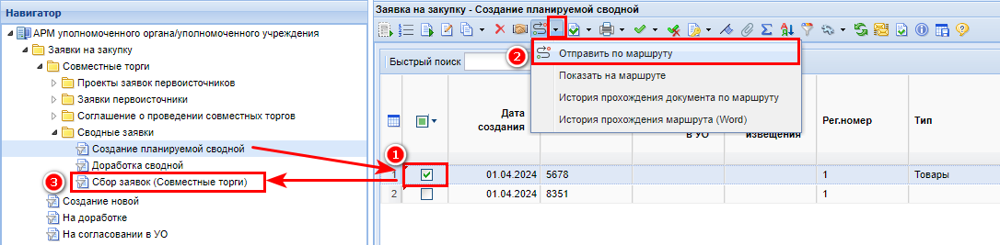 Навигатор
АРМ уполномоченного органа/уполномоченного учреждения
Заявки на закупку
Совместные торги
Проекты заявок первоисточников
Заявки первоисточники
Соглашение о проведении совместных торгов
Сводные заявки
Создание планируемой сводной
Доработка сводной
3 Сбор заявок (Совместные торги)
Создание новой
На доработке
На согласовании в УО
Заявка на закупку - Создание планируемой сводной
Быстрый поиск
2 Отправить по маршруту
Показать на маршруте
История прохождения документа по маршруту
История прохождения маршрута (Word)
Дата создания
в УО
извещения
Рег.номер
Тип
1
1 01.04.2024 5678 1 Товары
2 01.04.2024 8351 1